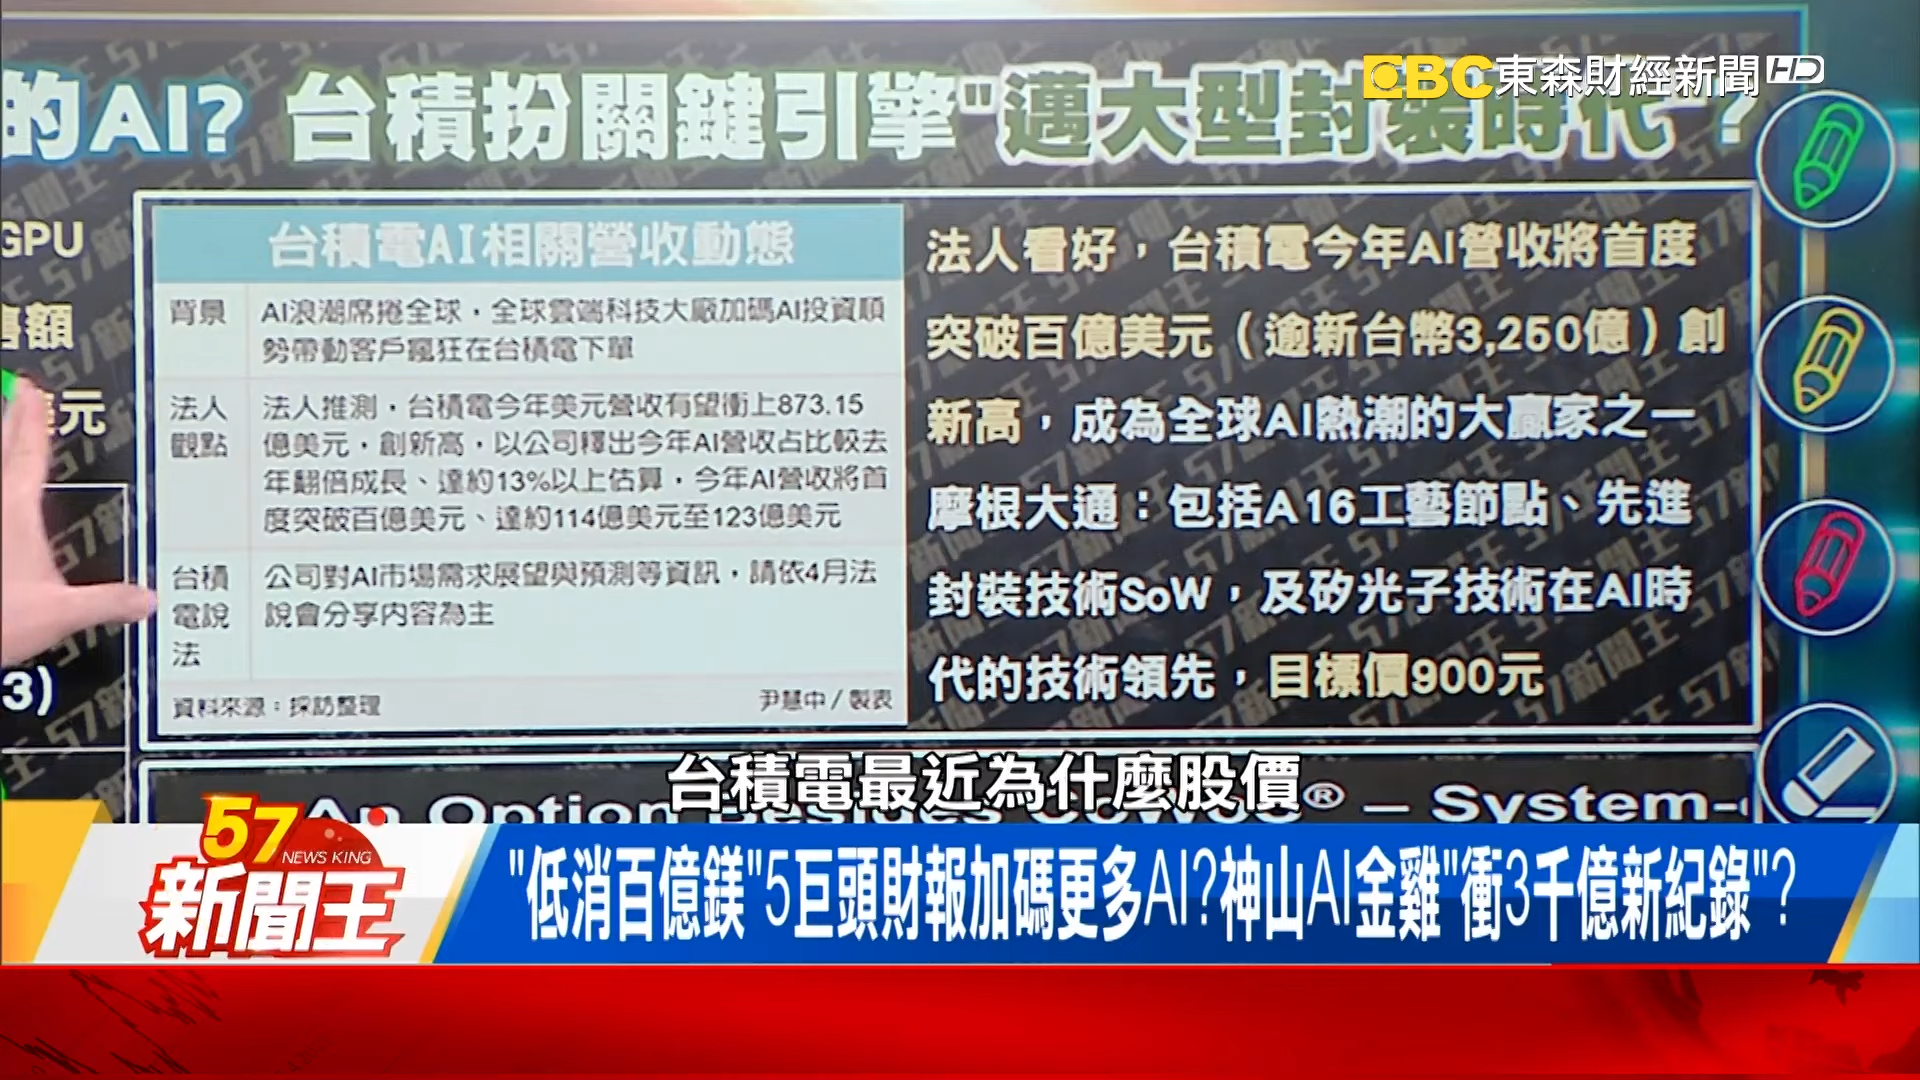 EBC 東森財經新聞 HD
的AI? 台積扮關鍵引擎"邁大型封裝時代"?
GPU
售額
美元
3)
台積電AI相關營收動態
背景
AI浪潮席捲全球，全球雲端科技大廠加碼AI投資順
勢帶動客戶瘋狂在台積電下單
法人
觀點
法人推測，台積電今年美元營收有望衝上873.15
億美元，創新高，以公司釋出今年AI營收占比較去
年翻倍成長、達約13%以上估算，今年AI營收將首
度突破百億美元、達約114億美元至123億美元
台積
電說
法
公司對AI市場需求展望與預測等資訊，請依4月法
說會分享內容為主
資料來源：採訪整理
尹慧中／製表
法人看好，台積電今年AI營收將首度
突破百億美元（逾新台幣3,250億）創
新高，成為全球AI熱潮的大贏家之一
摩根大通：包括A16工藝節點、先進
封裝技術SoW，及矽光子技術在AI時
代的技術領先，目標價900元
An Option Besides CoWoS® – System-
台積電最近為什麼股價
57
NEWS KING
新聞王
"低消百億鎂"5巨頭財報加碼更多AI?神山AI金雞"衝3千億新紀錄"?